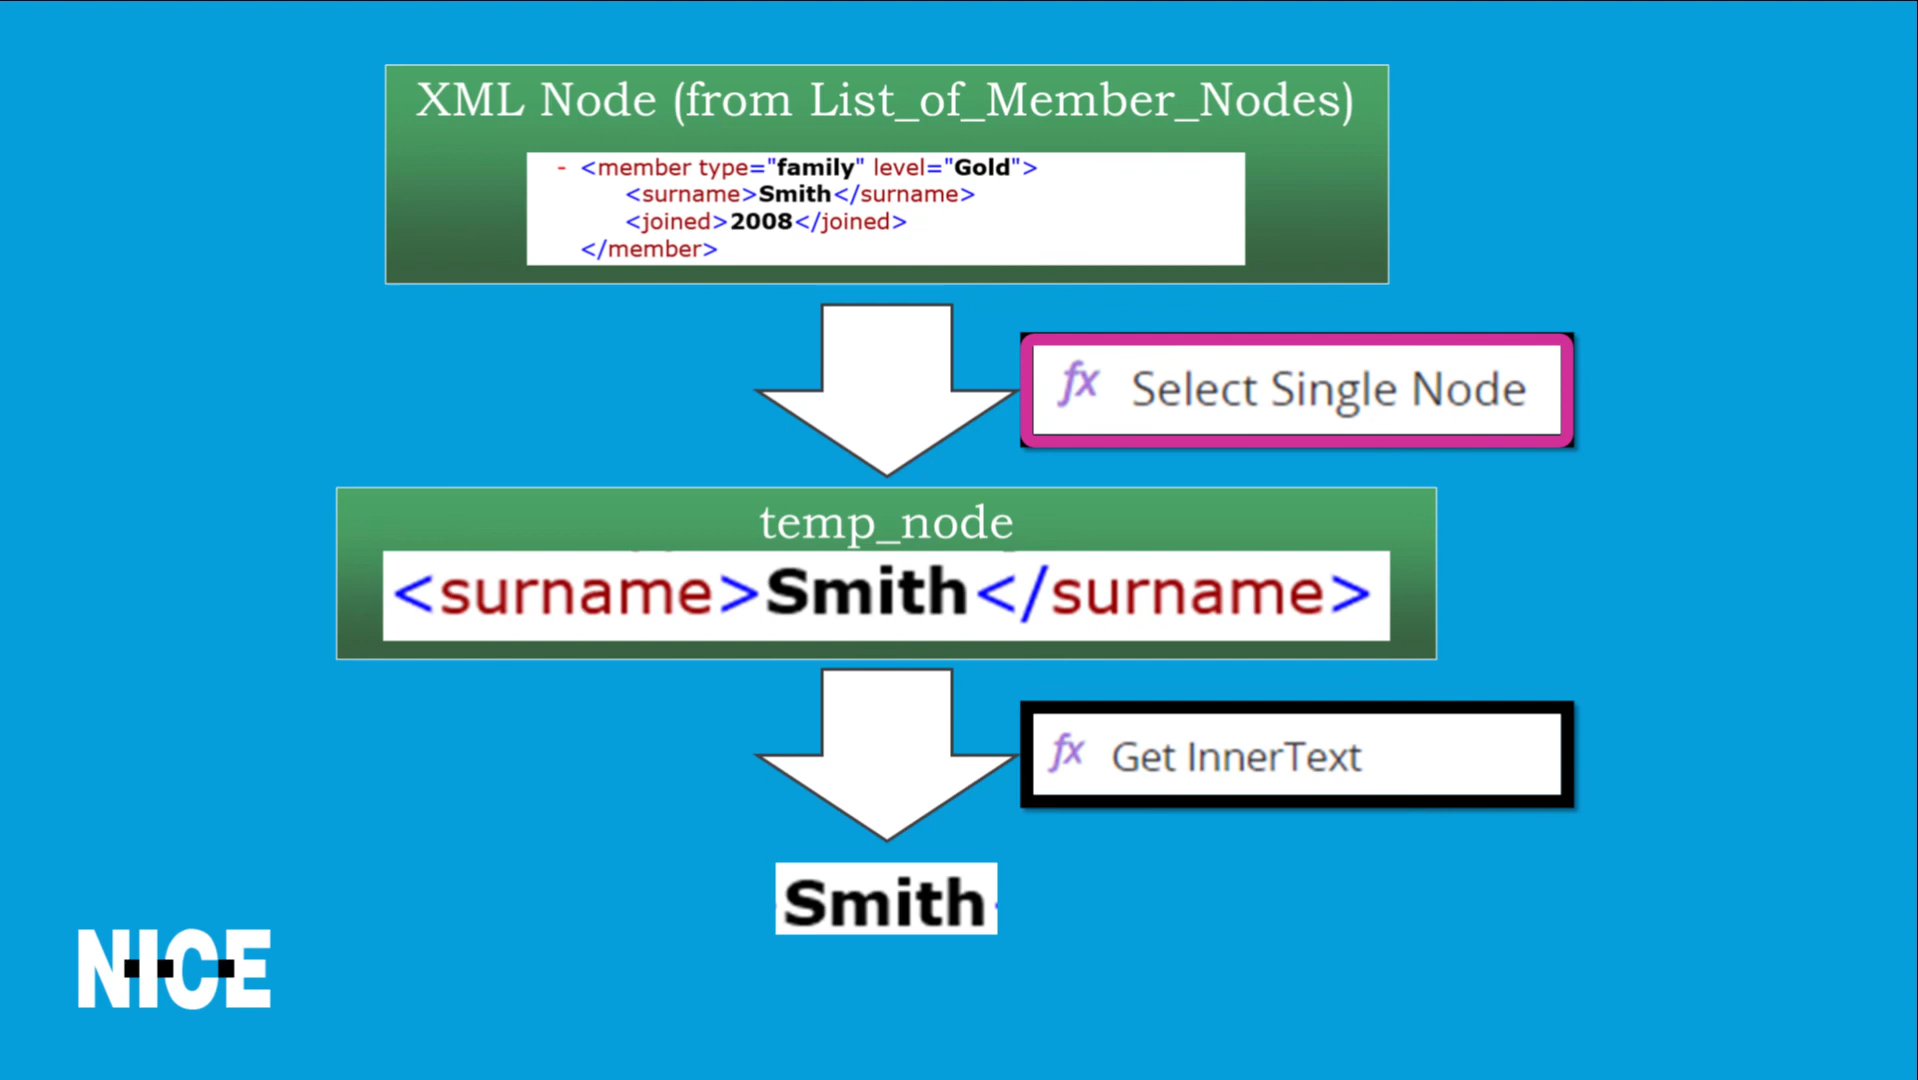 XML Node (from List_of_Member_Nodes)
- <member type="family" level="Gold">
<surname>Smith</surname>
<joined>2008</joined>
</member>
fx Select Single Node
temp_node
<surname>Smith</surname>
fx Get InnerText
Smith
NICE